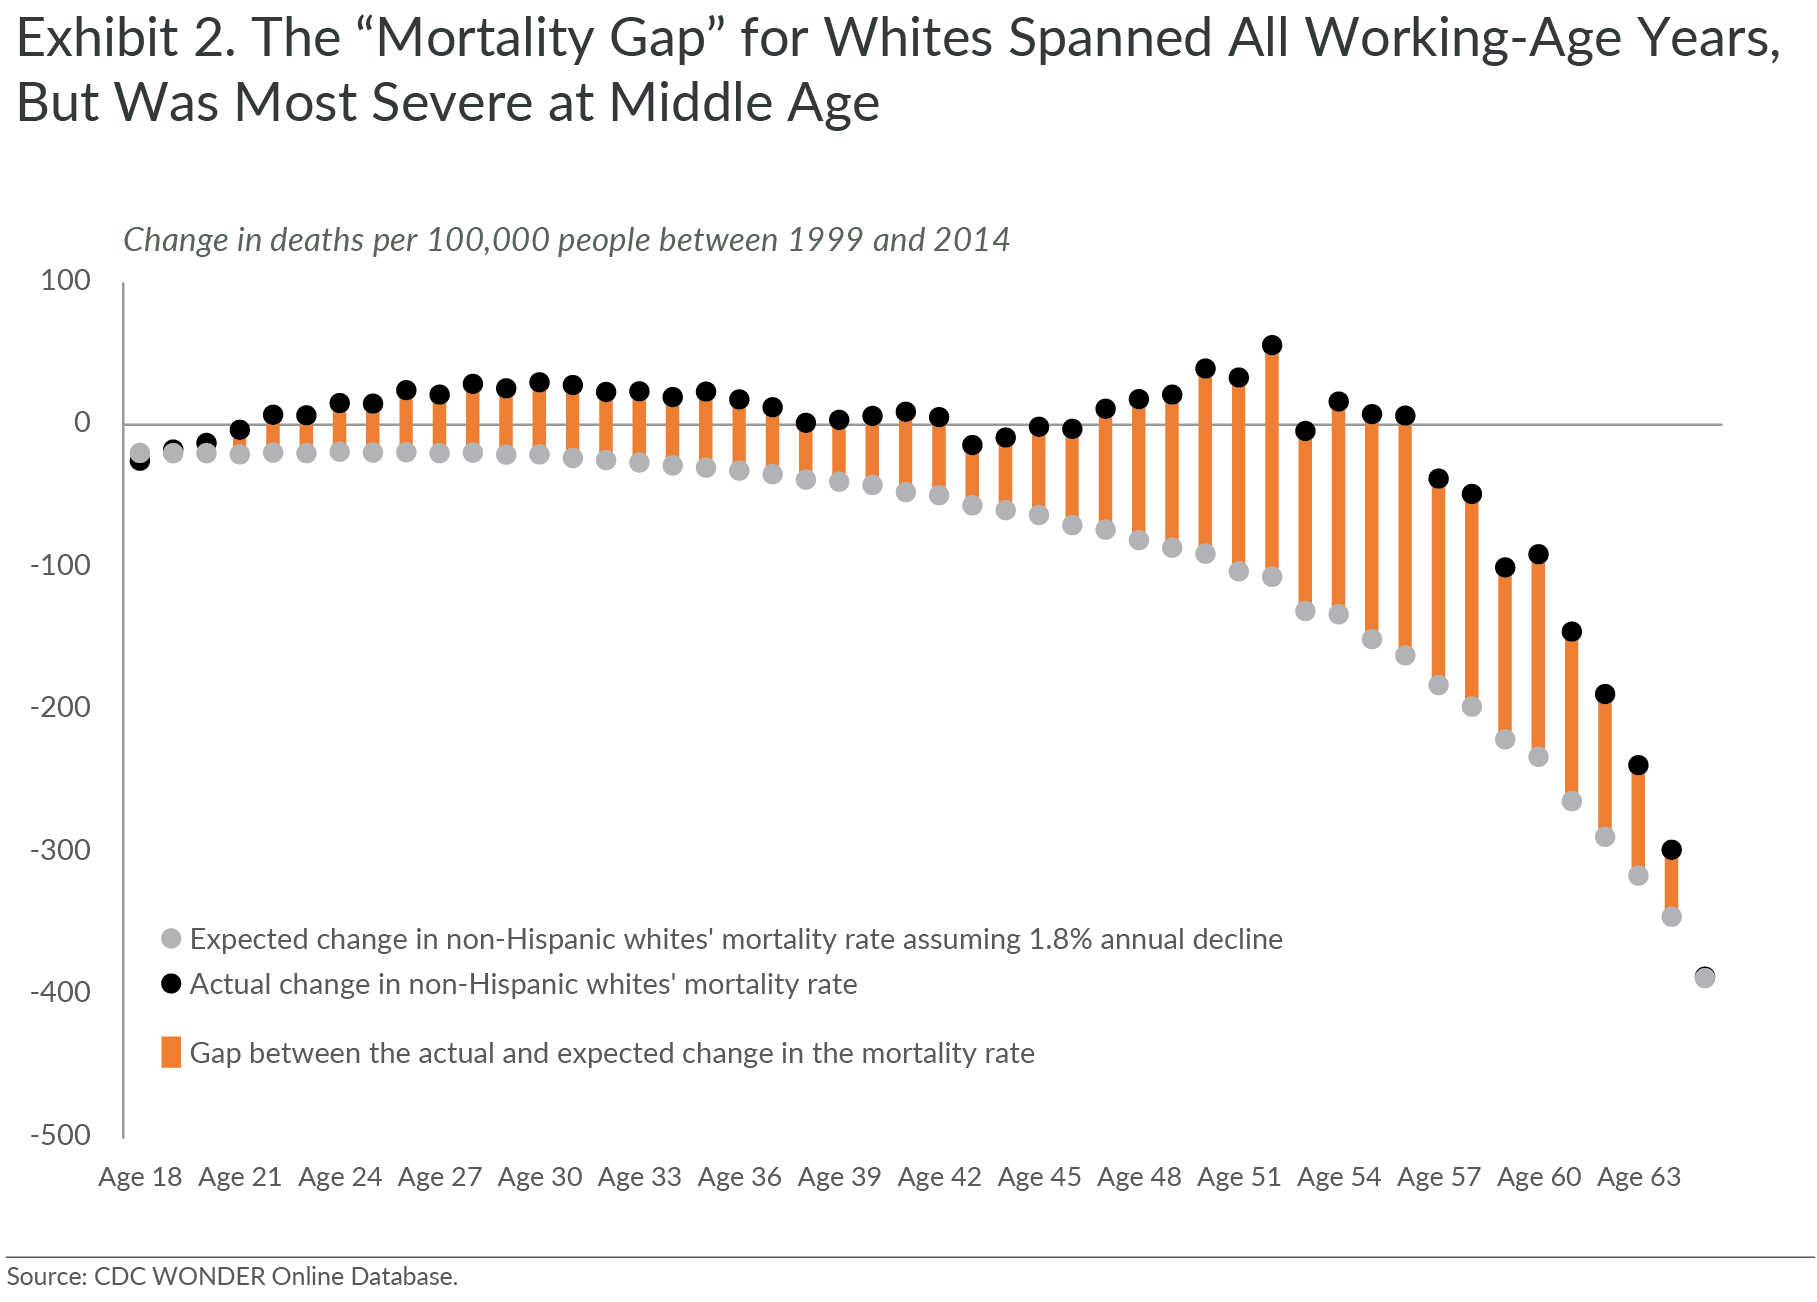 Exhibit 2. The “Mortality Gap” for Whites Spanned All Working-Age Years,
But Was Most Severe at Middle Age
Change in deaths per 100,000 people between 1999 and 2014
100
0
-100
-200
-300
-400
-500
Expected change in non-Hispanic whites' mortality rate assuming 1.8% annual decline
Actual change in non-Hispanic whites' mortality rate
Gap between the actual and expected change in the mortality rate
Age 18 Age 21 Age 24 Age 27 Age 30 Age 33 Age 36 Age 39 Age 42 Age 45 Age 48 Age 51 Age 54 Age 57 Age 60 Age 63
Source: CDC WONDER Online Database.